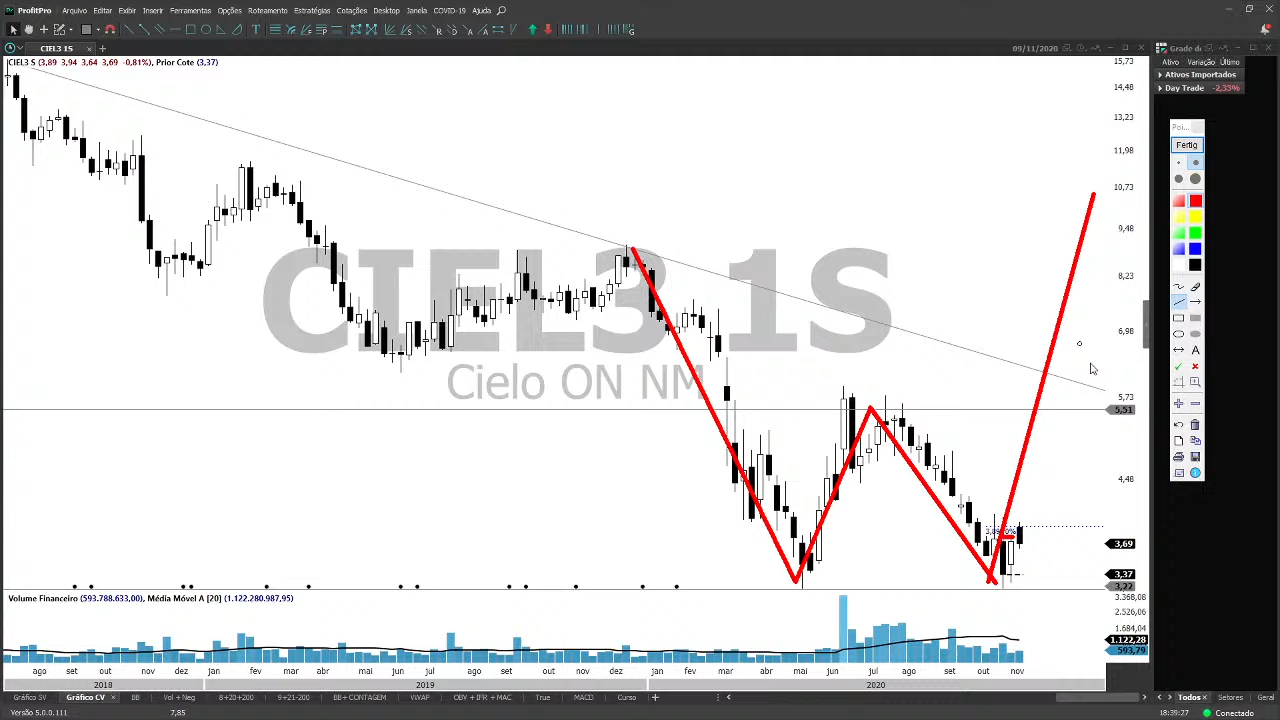 ProfitPro
Arquivo Editar Exibir Inserir Ferramentas Opções Roteamento Estratégias Cotações Desktop Janela COVID-19 Ajuda
CIEL3 1S
09/11/2020
CIEL3 S (3,89 3,94 3,64 3,69 -0,81%), Prior Cote (3,37)
CIEL3 1S
Cielo ON NM
15,73
14,48
13,23
11,98
10,73
9,48
8,23
6,98
5,73
5,51
4,48
3,69
3,37
3,22
Volume Financeiro (593.788.633,00), Média Móvel A [20] (1.122.280.987,95)
3.368,08
2.526,06
1.684,04
1.122,28
593,79
ago set out nov dez Jan fev mar abr mai jun jul ago set out nov dez jan fev mar abr mai jun jul ago set out nov
2018 2019 2020
Gráfico SV Gráfico CV BB Vol + Neg 8+20+200 9+21-200 BB+CONTAGEM VWAP OBV + IFR + MAC True MACD Curso
Versão 5.0.0.111 7,85
Grade de
Ativo Variação Último
Ativos Importados
Day Trade -2,33%
Poi...
Fertig
A
Todos Setores Geral
18:39:27 Conectado